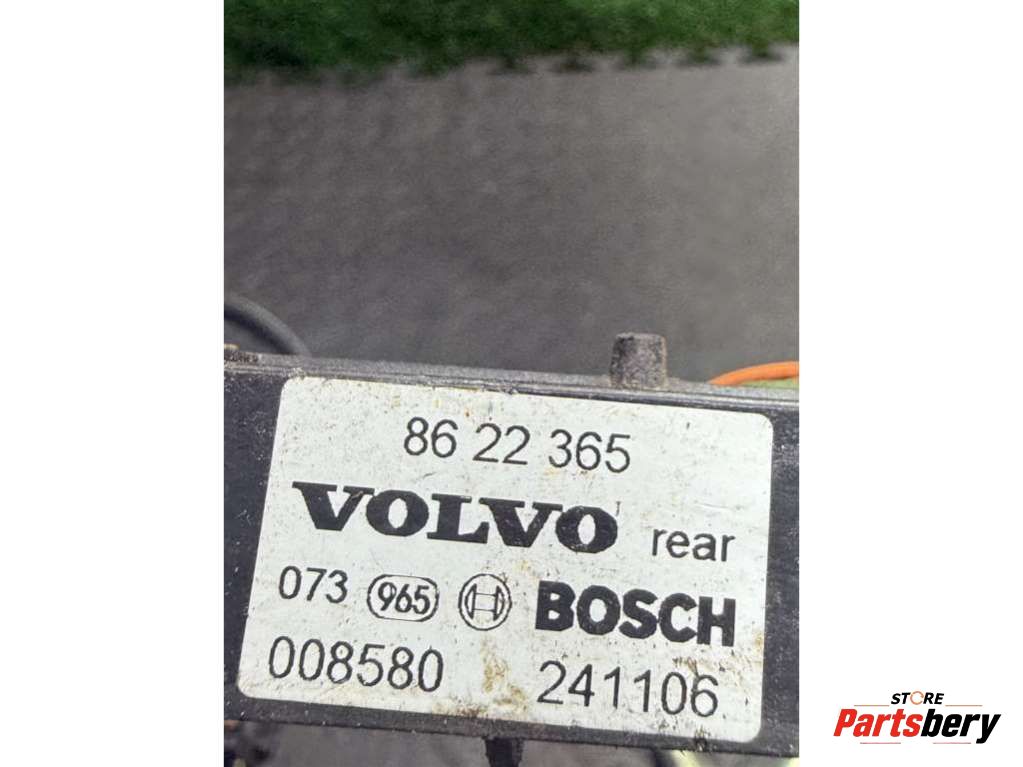 86 22 365
VOLVO rear
073 965 BOSCH
008580 241106
STORE
Partsbery